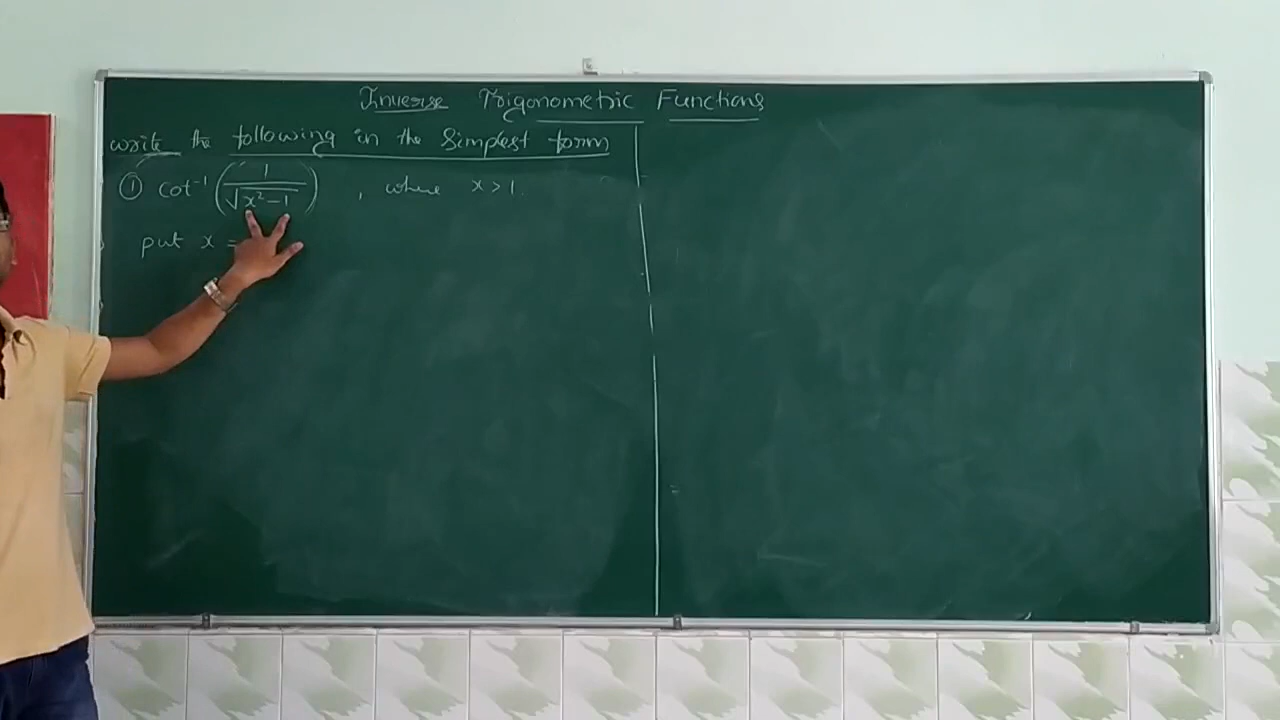 Inverse Trigonometric Functions
write the following in the simplest form
① cot⁻¹(1/√(x²-1)) , where x>1.
put x =